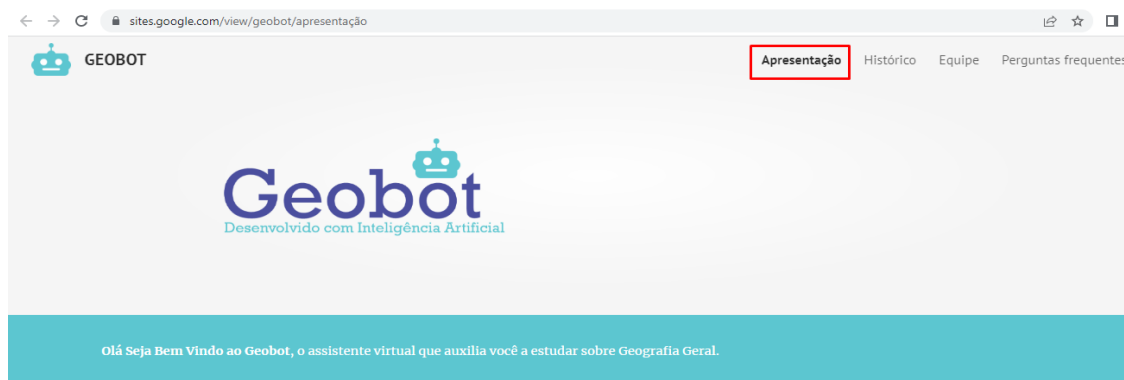 sites.google.com/view/geobot/apresentação
GEOBOT
Apresentação Histórico Equipe Perguntas frequentes
Geobot
Desenvolvido com Inteligência Artificial
Olá Seja Bem Vindo ao Geobot, o assistente virtual que auxilia você a estudar sobre Geografia Geral.